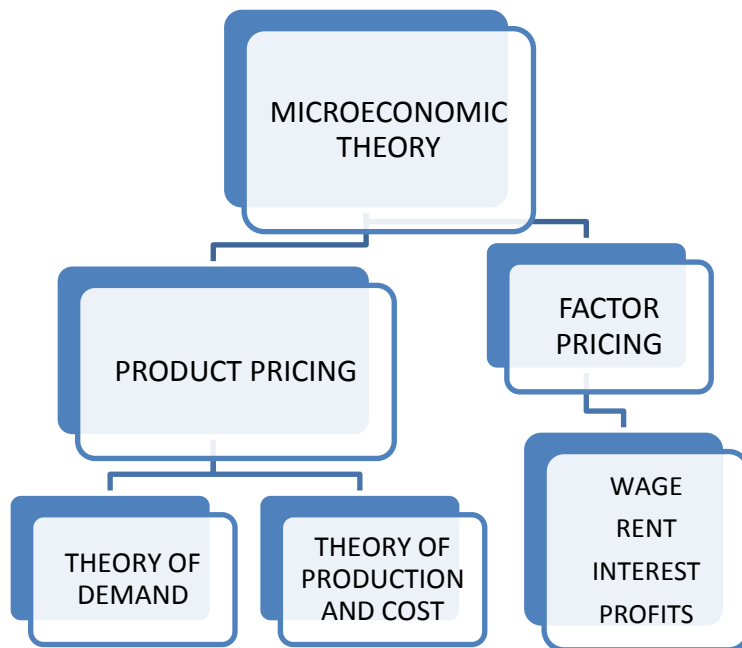 MICROECONOMIC
THEORY
PRODUCT PRICING
FACTOR
PRICING
THEORY OF
DEMAND
THEORY OF
PRODUCTION
AND COST
WAGE
RENT
INTEREST
PROFITS